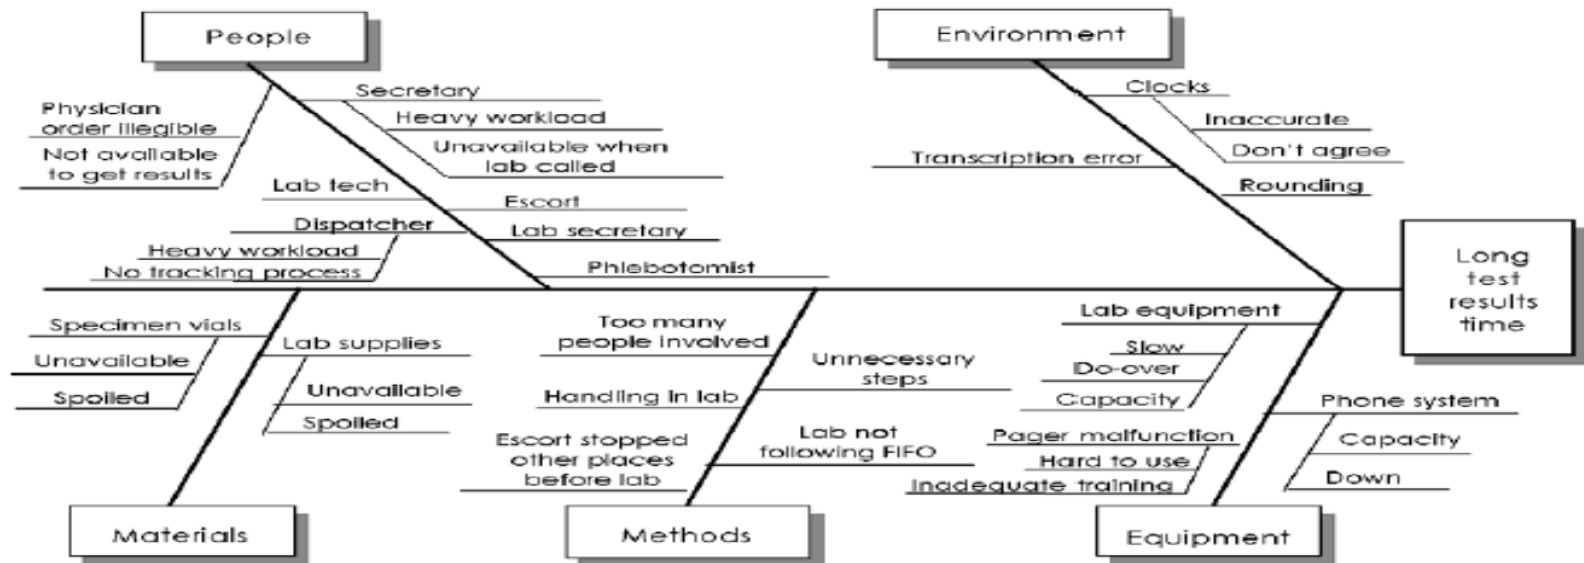 People
Environment
Physician
order illegible
Not available
to get results
Secretary
Heavy workload
Unavailable when
lab called
Lab tech
Escort
Dispatcher
Heavy workload
No tracking process
Lab secretary
Phlebotomist
Clocks
Inaccurate
Don't agree
Transcription error
Rounding
Long
test
results
time
Specimen vials
Unavailable
Spoiled
Lab supplies
Unavailable
Spoiled
Too many
people involved
Unnecessary
steps
Handling in lab
Lab not
following FIFO
Escort stopped
other places
before lab
Lab equipment
Slow
Do-over
Capacity
Phone system
Capacity
Down
Pager malfunction
Hard to use
Inadequate training
Materials
Methods
Equipment